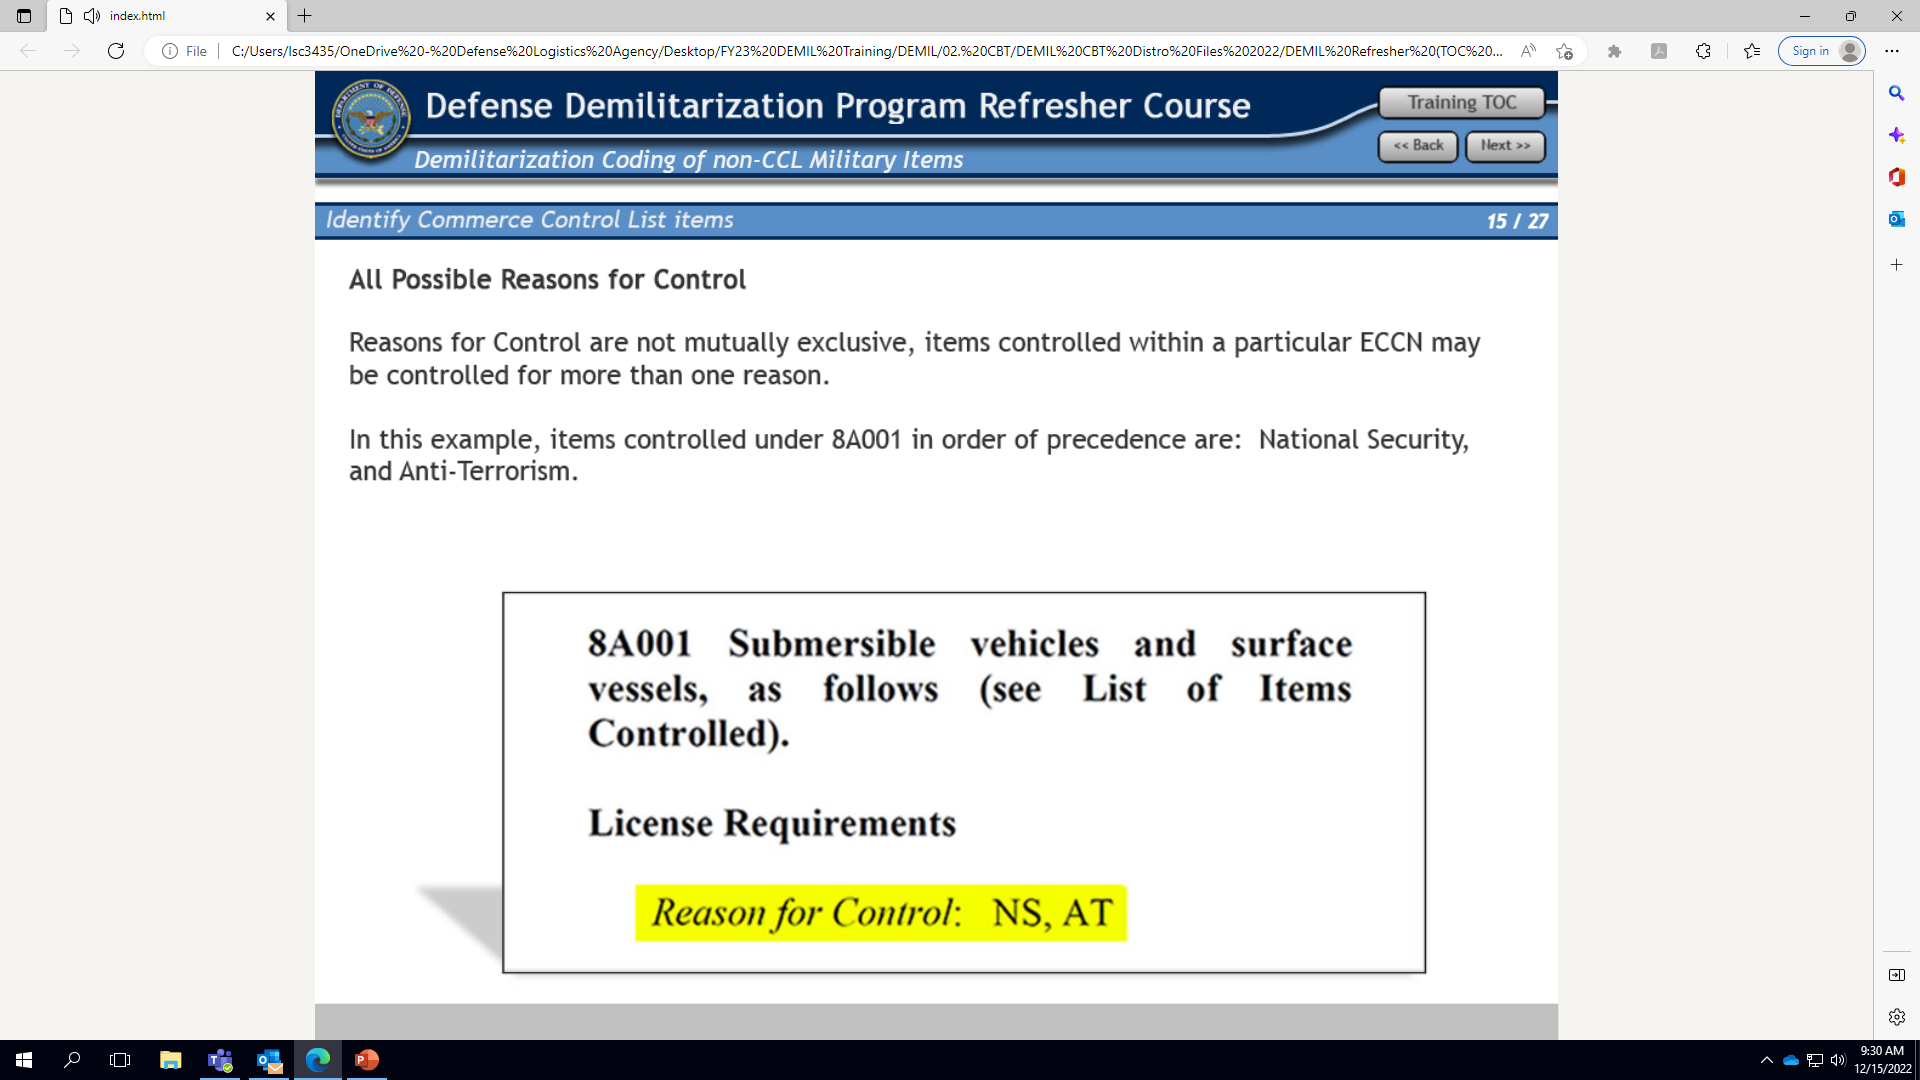 index.html
File
C:/Users/lsc3435/OneDrive%20-%20Defense%20Logistics%20Agency/Desktop/FY23%20DEMIL%20Training/DEMIL/02.%20CBT/DEMIL%20CBT%20Distro%20Files%202022/DEMIL%20Refresher%20(TOC%20...
Sign in
Defense Demilitarization Program Refresher Course
Training TOC
<< Back
Next >>
Demilitarization Coding of non-CCL Military Items
Identify Commerce Control List items
15 / 27
All Possible Reasons for Control
Reasons for Control are not mutually exclusive, items controlled within a particular ECCN may
be controlled for more than one reason.
In this example, items controlled under 8A001 in order of precedence are:  National Security,
and Anti-Terrorism.
8A001 Submersible vehicles and surface
vessels, as follows (see List of Items
Controlled).
License Requirements
Reason for Control: NS, AT
9:30 AM
12/15/2022